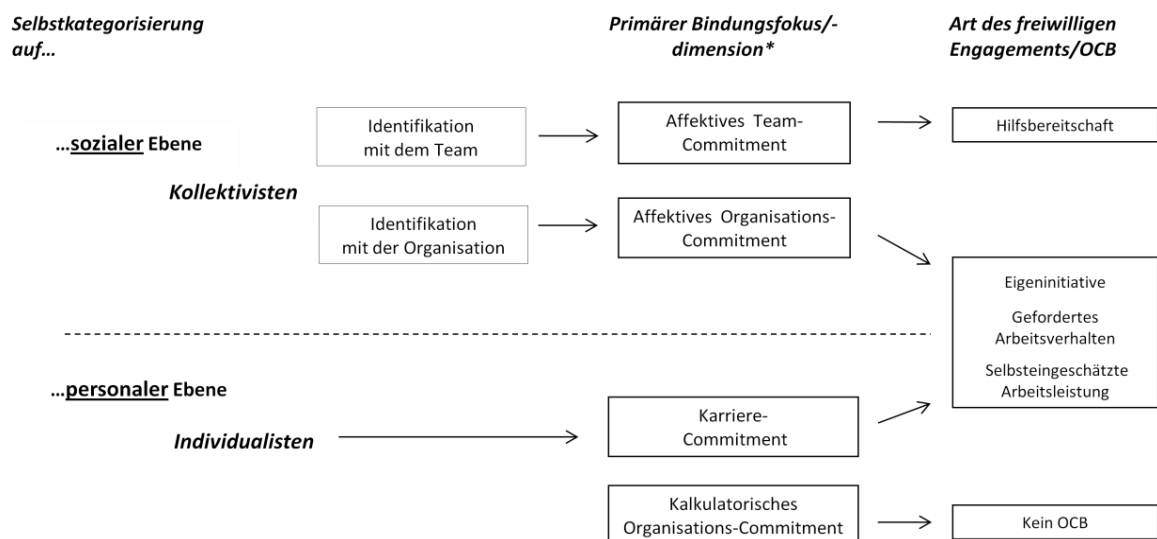 Selbstkategorisierung
auf…
Primärer Bindungsfokus/-
dimension*
Art des freiwilligen
Engagements/OCB
…sozialer Ebene
Kollektivisten
Identifikation
mit dem Team
Affektives Team-
Commitment
Hilfsbereitschaft
Identifikation
mit der Organisation
Affektives Organisations-
Commitment
Eigeninitiative
Gefordertes
Arbeitsverhalten
Selbsteingeschätzte
Arbeitsleistung
…personaler Ebene
Individualisten
Karriere-
Commitment
Kalkulatorisches
Organisations-Commitment
Kein OCB